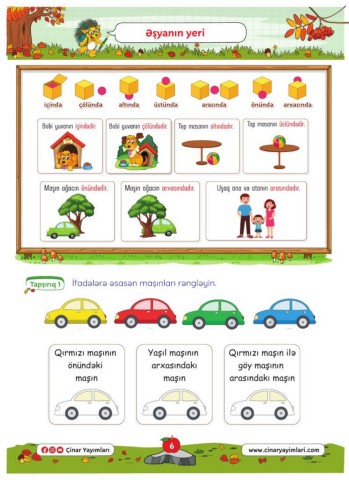 Əşyanın yeri
içində
çölündə
altında
üstündə
arasında
önündə
arxasında
Bobi yuvanın içindədir.
Bobi yuvanın çölündədir.
Top masanın altındadır.
Top masanın üstündədir.
Maşın ağacın önündədir.
Maşın ağacın arxasındadır.
Uşaq ana və atanın arasındadır.
Tapşırıq 1
İfadələrə əsasən maşınları rəngləyin.
Qırmızı maşının
önündəki
maşın
Yaşıl maşının
arxasındakı
maşın
Qırmızı maşın ilə
göy maşının
arasındakı maşın
Çinar Yayımları
6
www.cinaryayimlari.com